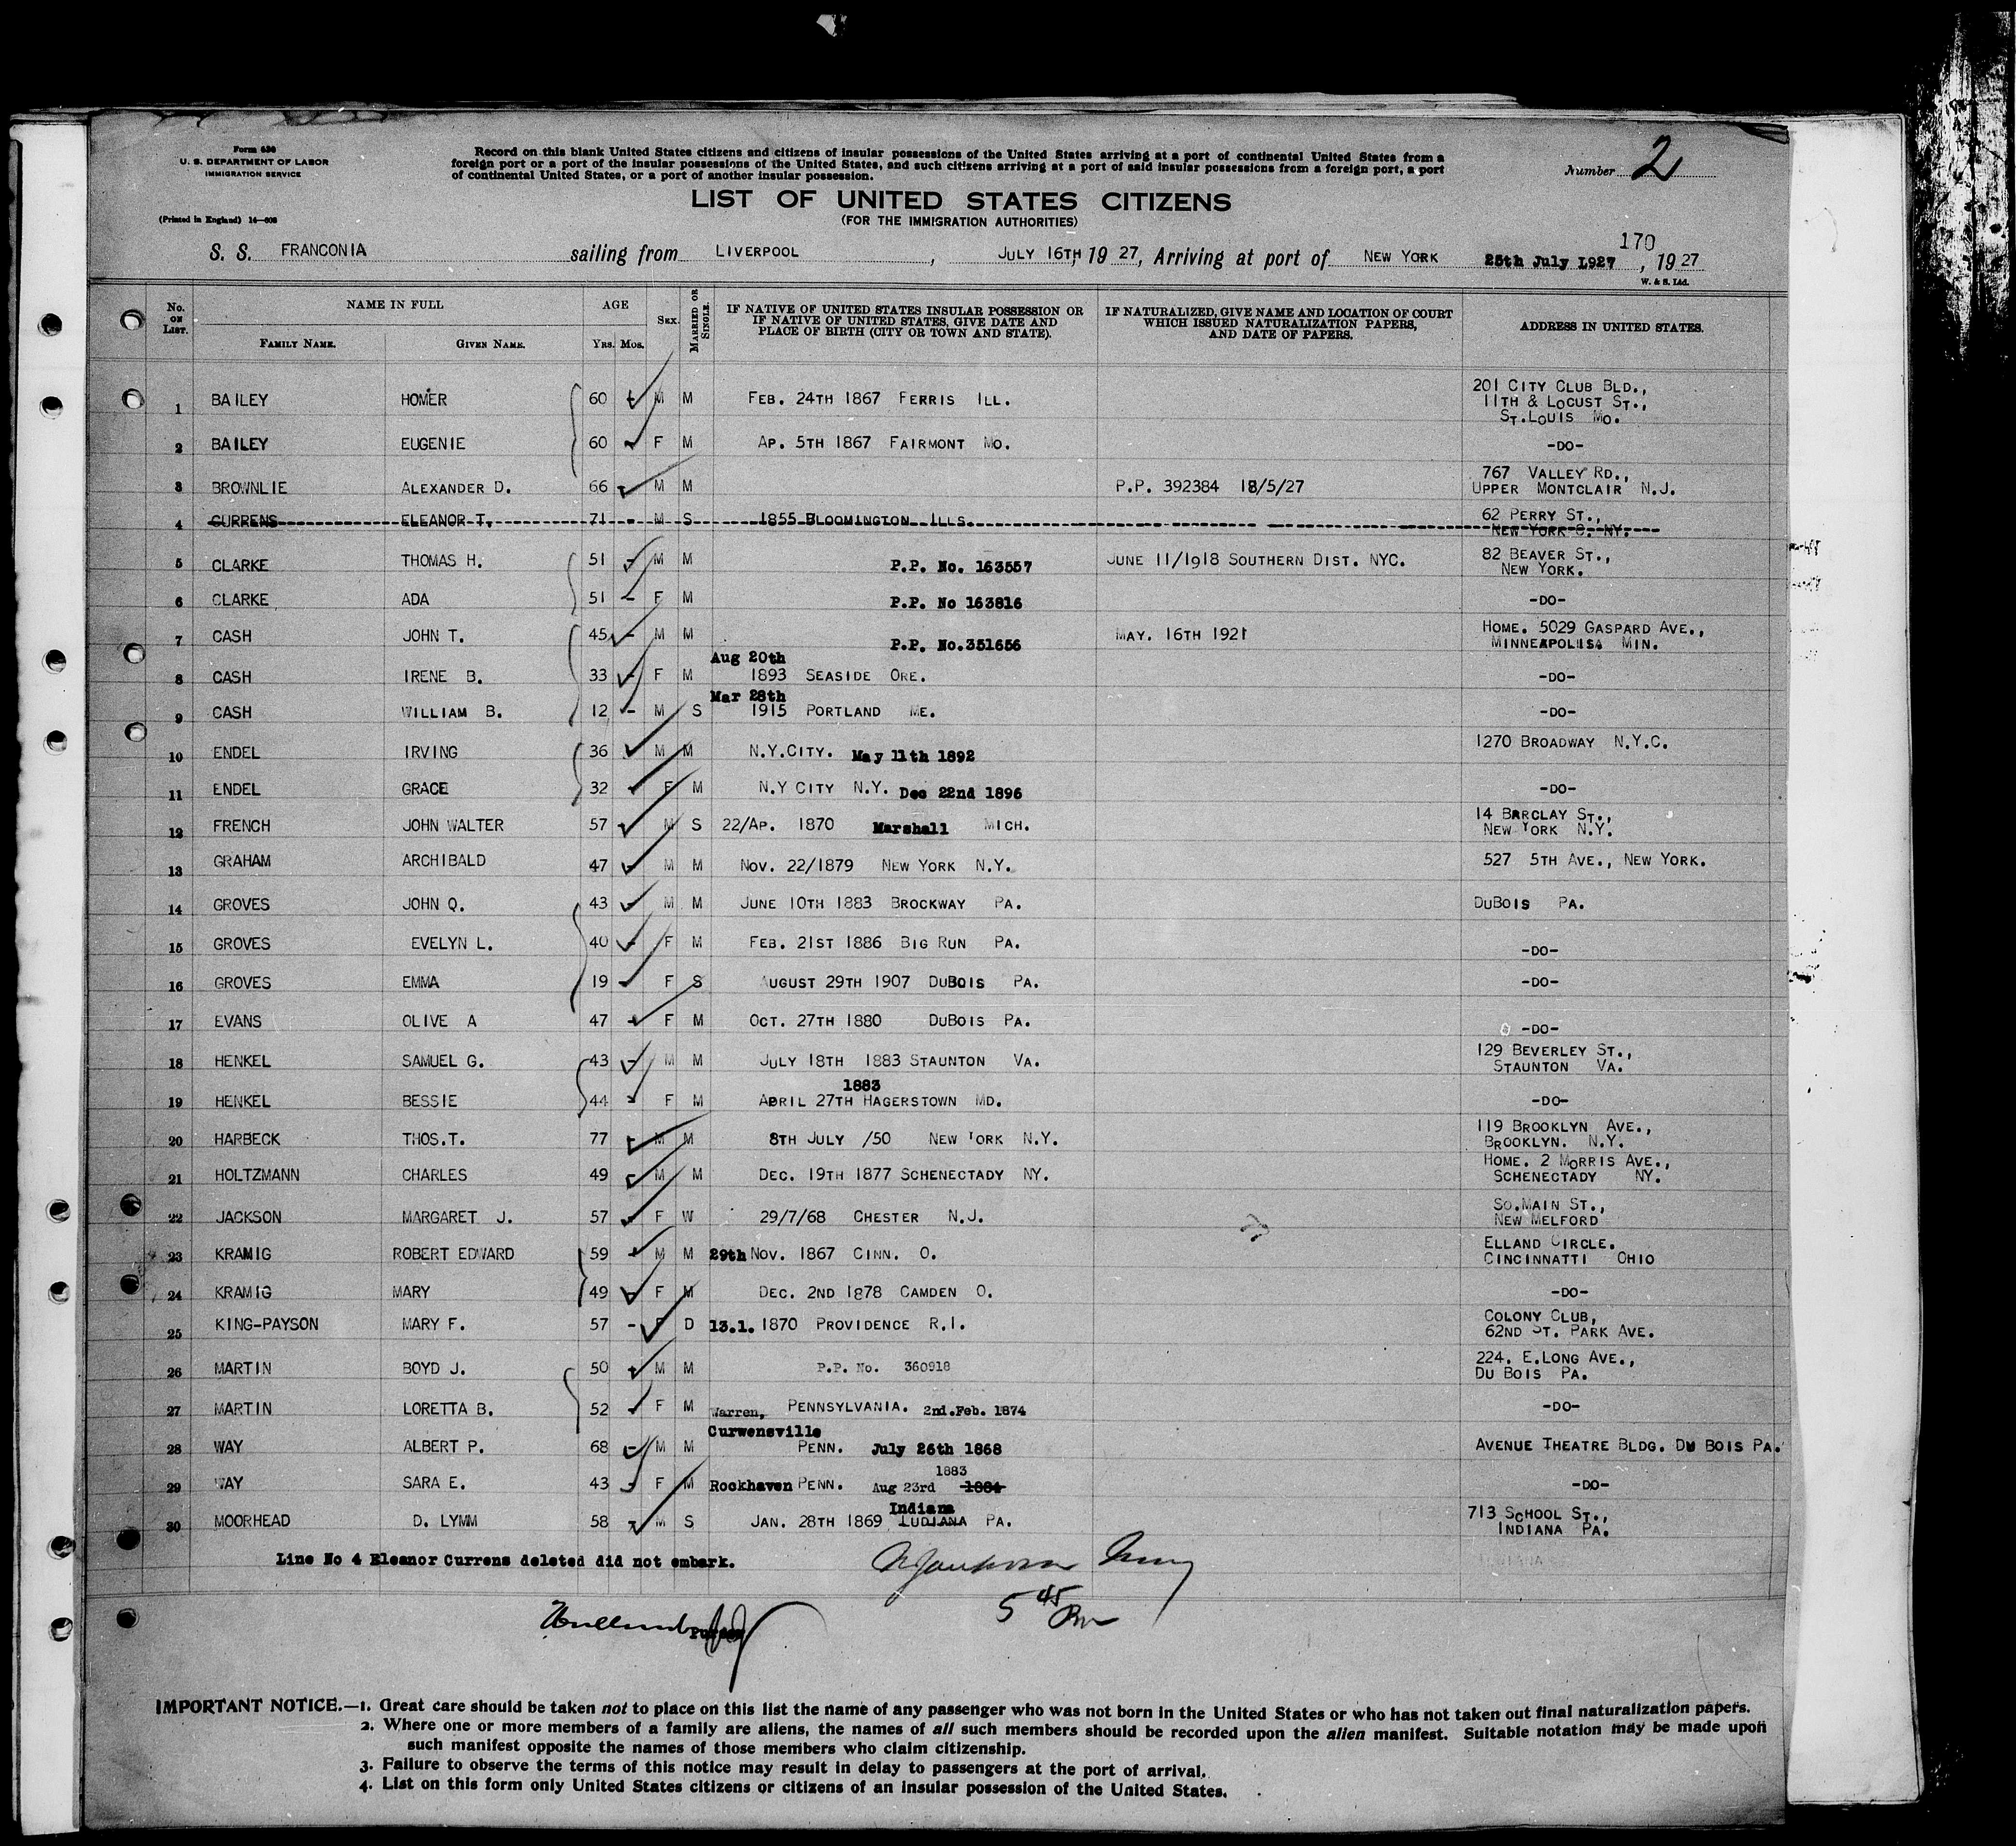 Form 630
U. S. DEPARTMENT OF LABOR
IMMIGRATION SERVICE
(Printed in England) 14—608
Record on this blank United States citizens and citizens of insular possessions of the United States arriving at a port of continental United States from a
foreign port or a port of the insular possessions of the United States, and such citizens arriving at a port of said insular possessions from a foreign port, a port
of continental United States, or a port of another insular possession.
Number 2
LIST OF UNITED STATES CITIZENS
(FOR THE IMMIGRATION AUTHORITIES)
170
S. S. FRANCONIA sailing from LIVERPOOL , JULY 16TH, 19 27, Arriving at port of NEW YORK 25th July 1927 , 19 27
W. & S. Ltd.
No. ON LIST. NAME IN FULL FAMILY NAME. GIVEN NAME. AGE YRS. MOS. SEX. MARRIED OR SINGLE. IF NATIVE OF UNITED STATES INSULAR POSSESSION OR IF NATIVE OF UNITED STATES, GIVE DATE AND PLACE OF BIRTH (CITY OR TOWN AND STATE). IF NATURALIZED, GIVE NAME AND LOCATION OF COURT WHICH ISSUED NATURALIZATION PAPERS, AND DATE OF PAPERS. ADDRESS IN UNITED STATES.
1 BAILEY HOMER 60 - M M FEB. 24TH 1867 FERRIS ILL. 201 CITY CLUB BLD., 11TH & LOCUST ST., ST.LOUIS MO.
2 BAILEY EUGENIE 60 - F M AP. 5TH 1867 FAIRMONT MO. -DO-
3 BROWNLIE ALEXANDER D. 66 - M M P.P. 392384 18/5/27 767 VALLEY RD., UPPER MONTCLAIR N.J.
4 CURRENS ELEANOR T. 71 - M S 1855 BLOOMINGTON ILLS. 62 PERRY ST., NEW YORK C. NY.
5 CLARKE THOMAS H. 51 - M M P.P. No. 163557 JUNE 11/1918 SOUTHERN DIST. NYC. 82 BEAVER ST., NEW YORK.
6 CLARKE ADA 51 - F M P.P. No 163816 -DO-
7 CASH JOHN T. 45 - M M P.P. No.351656 MAY. 16TH 1921 HOME. 5029 GASPARD AVE., MINNEAPOLISA MIN.
8 CASH IRENE B. 33 - F M Aug 20th 1893 SEASIDE ORE. -DO-
9 CASH WILLIAM B. 12 - M S Mar 28th 1915 PORTLAND ME. -DO-
10 ENDEL IRVING 36 M M N.Y.CITY. May 11th 1892 1270 BROADWAY N.Y.C.
11 ENDEL GRACE 32 - F M N.Y CITY N.Y. Dec 22nd 1896 -DO-
12 FRENCH JOHN WALTER 57 - M S 22/AP. 1870 Marshall MICH. 14 BARCLAY ST., NEW YORK N.Y.
13 GRAHAM ARCHIBALD 47 - M M NOV. 22/1879 NEW YORK N.Y. 527 5TH AVE., NEW YORK.
14 GROVES JOHN Q. 43 - M M JUNE 10TH 1883 BROCKWAY PA. DUBOIS PA.
15 GROVES EVELYN L. 40 - F M FEB. 21ST 1886 BIG RUN PA. -DO-
16 GROVES EMMA 19 - F S AUGUST 29TH 1907 DUBOIS PA. -DO-
17 EVANS OLIVE A 47 - F M OCT. 27TH 1880 DUBOIS PA. -DO-
18 HENKEL SAMUEL G. 43 - M M JULY 18TH 1883 STAUNTON VA. 129 BEVERLEY ST., STAUNTON VA.
19 HENKEL BESSIE 44 - F M 1883 APRIL 27TH HAGERSTOWN MD. -DO-
20 HARBECK THOS.T. 77 - M M 8TH JULY /50 NEW YORK N.Y. 119 BROOKLYN AVE., BROOKLYN. N.Y.
21 HOLTZMANN CHARLES 49 - M M DEC. 19TH 1877 SCHENECTADY NY. HOME. 2 MORRIS AVE., SCHENECTADY NY.
22 JACKSON MARGARET J. 57 - F W 29/7/68 CHESTER N.J. SO.MAIN ST., NEW MELFORD
23 KRAMIG ROBERT EDWARD 59 - M M 29th NOV. 1867 CINN. O. ELLAND CIRCLE. CINCINNATTI OHIO
24 KRAMIG MARY 49 - F M DEC. 2ND 1878 CAMDEN O. -DO-
25 KING-PAYSON MARY F. 57 - F D 13.1. 1870 PROVIDENCE R.I. COLONY CLUB, 62ND ST. PARK AVE.
26 MARTIN BOYD J. 50 - M M P.P. No. 360918 224. E.LONG AVE., DU BOIS PA.
27 MARTIN LORETTA B. 52 - F M Warren, PENNSYLVANIA. 2nd.Feb. 1874 -DO-
28 WAY ALBERT P. 68 - M M Curwensville PENN. July 26th 1868 AVENUE THEATRE BLDG. DU BOIS PA.
29 WAY SARA E. 43 - F M Rockhaven PENN. Aug 23rd 1883 1884 -DO-
30 MOORHEAD D. LYMM 58 - M S JAN. 28TH 1869 Indiana LUDIANA PA. 713 SCHOOL ST., INDIANA PA.
Line No 4 Eleanor Currens deleted did not embark.
INDIANA
5 45 Pm
Purser
IMPORTANT NOTICE.—1. Great care should be taken not to place on this list the name of any passenger who was not born in the United States or who has not taken out final naturalization papers.
2. Where one or more members of a family are aliens, the names of all such members should be recorded upon the alien manifest. Suitable notation may be made upon
such manifest opposite the names of those members who claim citizenship.
3. Failure to observe the terms of this notice may result in delay to passengers at the port of arrival.
4. List on this form only United States citizens or citizens of an insular possession of the United States.